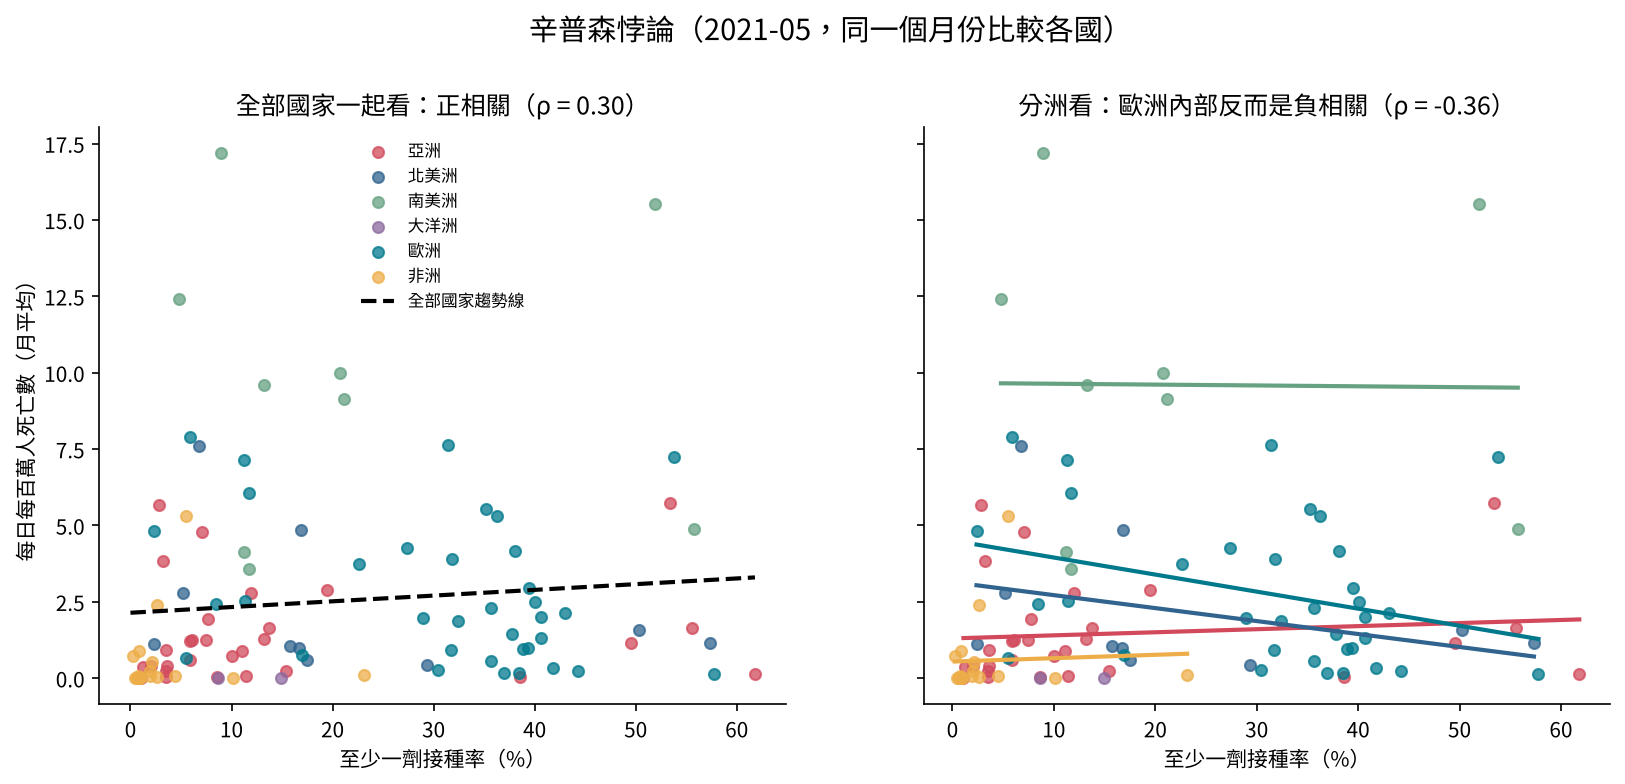 辛普森悖論（2021-05，同一個月份比較各國）
全部國家一起看：正相關（ρ = 0.30）
每日每百萬人死亡數（月平均）
17.5
15.0
12.5
10.0
7.5
5.0
2.5
0.0
亞洲
北美洲
南美洲
大洋洲
歐洲
非洲
全部國家趨勢線
0 10 20 30 40 50 60
至少一劑接種率（%）
分洲看：歐洲內部反而是負相關（ρ = -0.36）
0 10 20 30 40 50 60
至少一劑接種率（%）